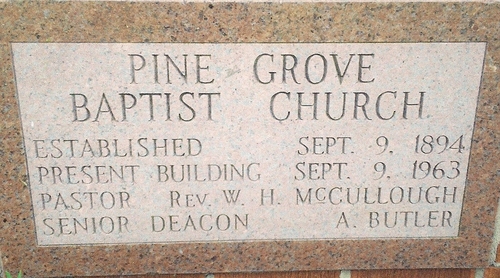 PINE GROVE
BAPTIST CHURCH
ESTABLISHED SEPT. 9, 1894
PRESENT BUILDING SEPT. 9, 1963
PASTOR REV. W. H. McCULLOUGH
SENIOR DEACON A. BUTLER